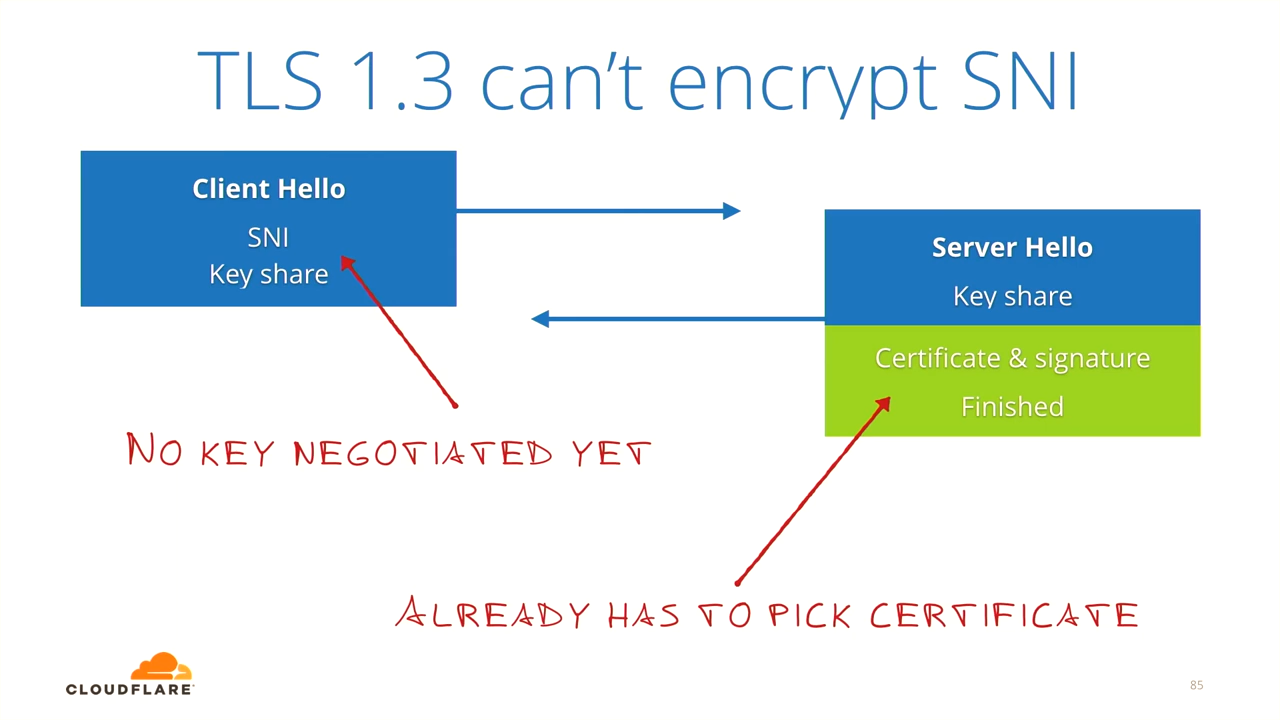 TLS 1.3 can't encrypt SNI
Client Hello
SNI
Key share
Server Hello
Key share
Certificate & signature
Finished
NO KEY NEGOTIATED YET
ALREADY HAS TO PICK CERTIFICATE
CLOUDFLARE
85